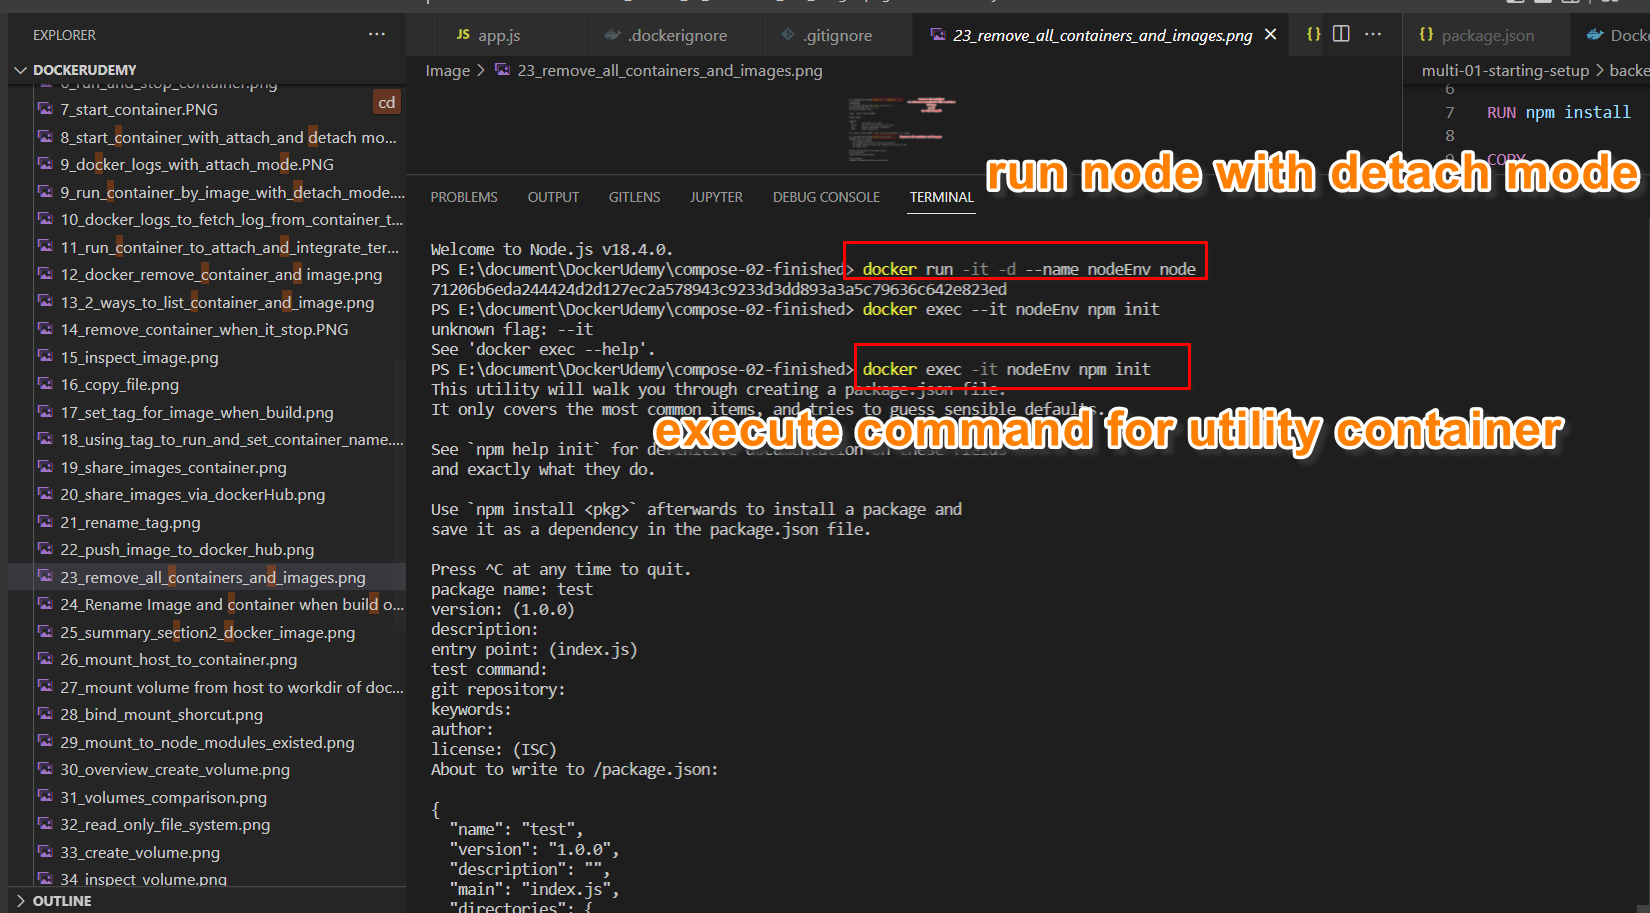 EXPLORER
···
DOCKERUDEMY
7_start_container.PNG
cd
8_start_container_with_attach_and detach mo...
9_docker_logs_with_attach_mode.PNG
9_run_container_by_image_with_detach_mode....
10_docker_logs_to_fetch_log_from_container_t...
11_run_container_to_attach_and_integrate_ter...
12_docker_remove_container_and image.png
13_2_ways_to_list_container_and_image.png
14_remove_container_when_it_stop.PNG
15_inspect_image.png
16_copy_file.png
17_set_tag_for_image_when_build.png
18_using_tag_to_run_and_set_container_name....
19_share_images_container.png
20_share_images_via_dockerHub.png
21_rename_tag.png
22_push_image_to_docker_hub.png
23_remove_all_containers_and_images.png
24_Rename Image and container when build o...
25_summary_section2_docker_image.png
26_mount_host_to_container.png
27_mount volume from host to workdir of doc...
28_bind_mount_shorcut.png
29_mount_to_node_modules_existed.png
30_overview_create_volume.png
31_volumes_comparison.png
32_read_only_file_system.png
33_create_volume.png
34_inspect_volume.png
OUTLINE
JS app.js
.dockerignore
.gitignore
23_remove_all_containers_and_images.png
{} ···
{} package.json
Docke
Image > 23_remove_all_containers_and_images.png
multi-01-starting-setup > backe
6
7 RUN npm install
8
COPY
run node with detach mode
PROBLEMS OUTPUT GITLENS JUPYTER DEBUG CONSOLE TERMINAL
Welcome to Node.js v18.4.0.
PS E:\document\DockerUdemy\compose-02-finished> docker run -it -d --name nodeEnv node
71206b6eda244424d2d127ec2a578943c9233d3dd893a3a5c79636c642e823ed
PS E:\document\DockerUdemy\compose-02-finished> docker exec --it nodeEnv npm init
unknown flag: --it
See 'docker exec --help'.
PS E:\document\DockerUdemy\compose-02-finished> docker exec -it nodeEnv npm init
This utility will walk you through creating a package.json file.
It only covers the most common items, and tries to guess sensible defaults.
execute command for utility container
See `npm help init` for definitive documentation on these fields
and exactly what they do.
Use `npm install <pkg>` afterwards to install a package and
save it as a dependency in the package.json file.
Press ^C at any time to quit.
package name: test
version: (1.0.0)
description:
entry point: (index.js)
test command:
git repository:
keywords:
author:
license: (ISC)
About to write to /package.json:
{
"name": "test",
"version": "1.0.0",
"description": "",
"main": "index.js",
"directories": {